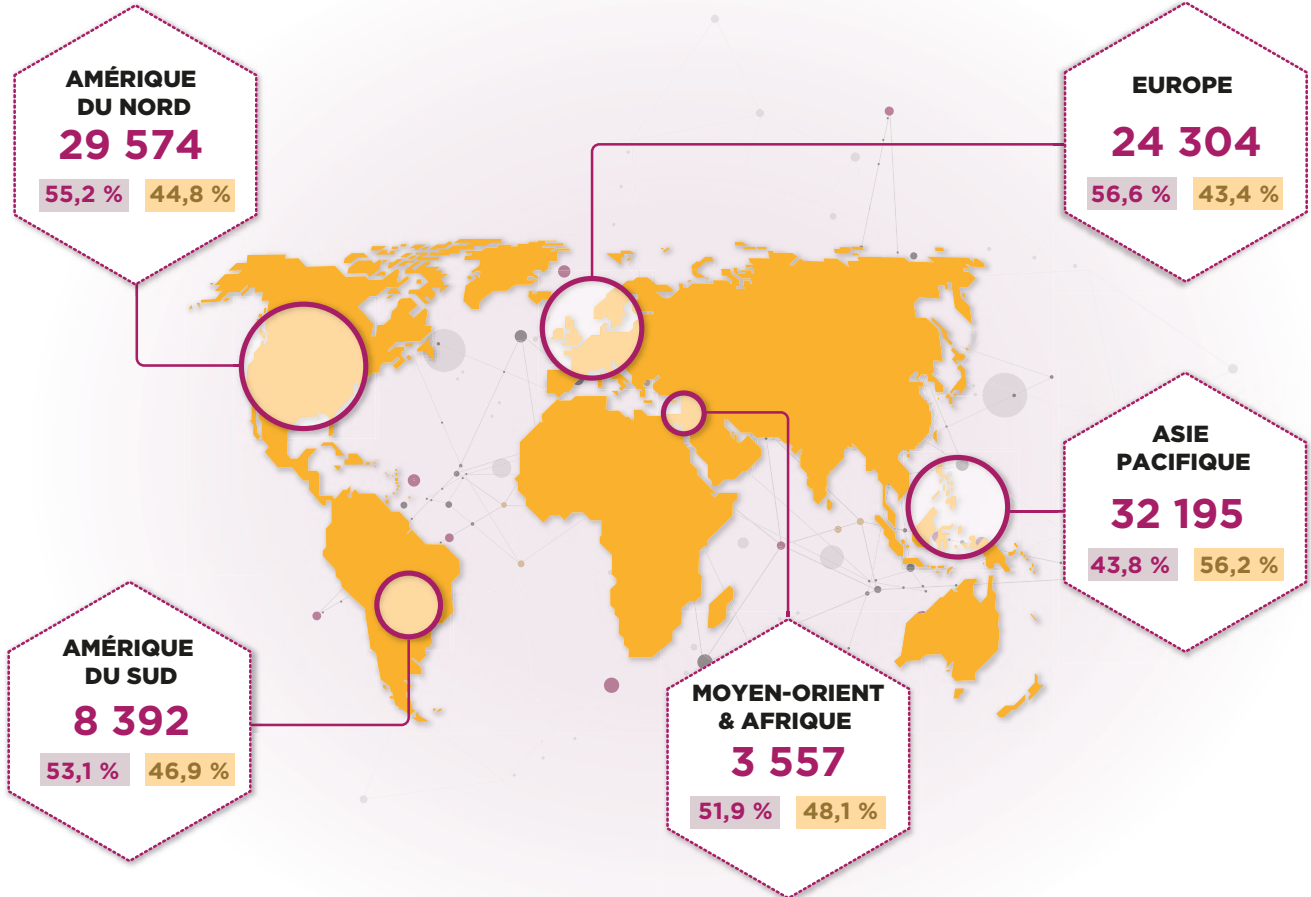 AMÉRIQUE
DU NORD
29 574
55,2 % 44,8 %
EUROPE
24 304
56,6 % 43,4 %
ASIE
PACIFIQUE
32 195
43,8 % 56,2 %
AMÉRIQUE
DU SUD
8 392
53,1 % 46,9 %
MOYEN-ORIENT
& AFRIQUE
3 557
51,9 % 48,1 %